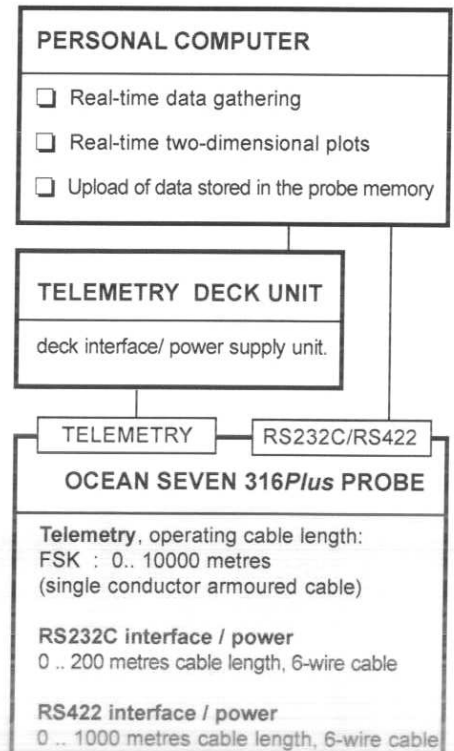 PERSONAL COMPUTER
❏ Real-time data gathering
❏ Real-time two-dimensional plots
❏ Upload of data stored in the probe memory
TELEMETRY DECK UNIT
deck interface/ power supply unit.
TELEMETRY
RS232C/RS422
OCEAN SEVEN 316Plus PROBE
Telemetry, operating cable length:
FSK : 0.. 10000 metres
(single conductor armoured cable)
RS232C interface / power
0 .. 200 metres cable length, 6-wire cable
RS422 interface / power
0 .. 1000 metres cable length, 6-wire cable